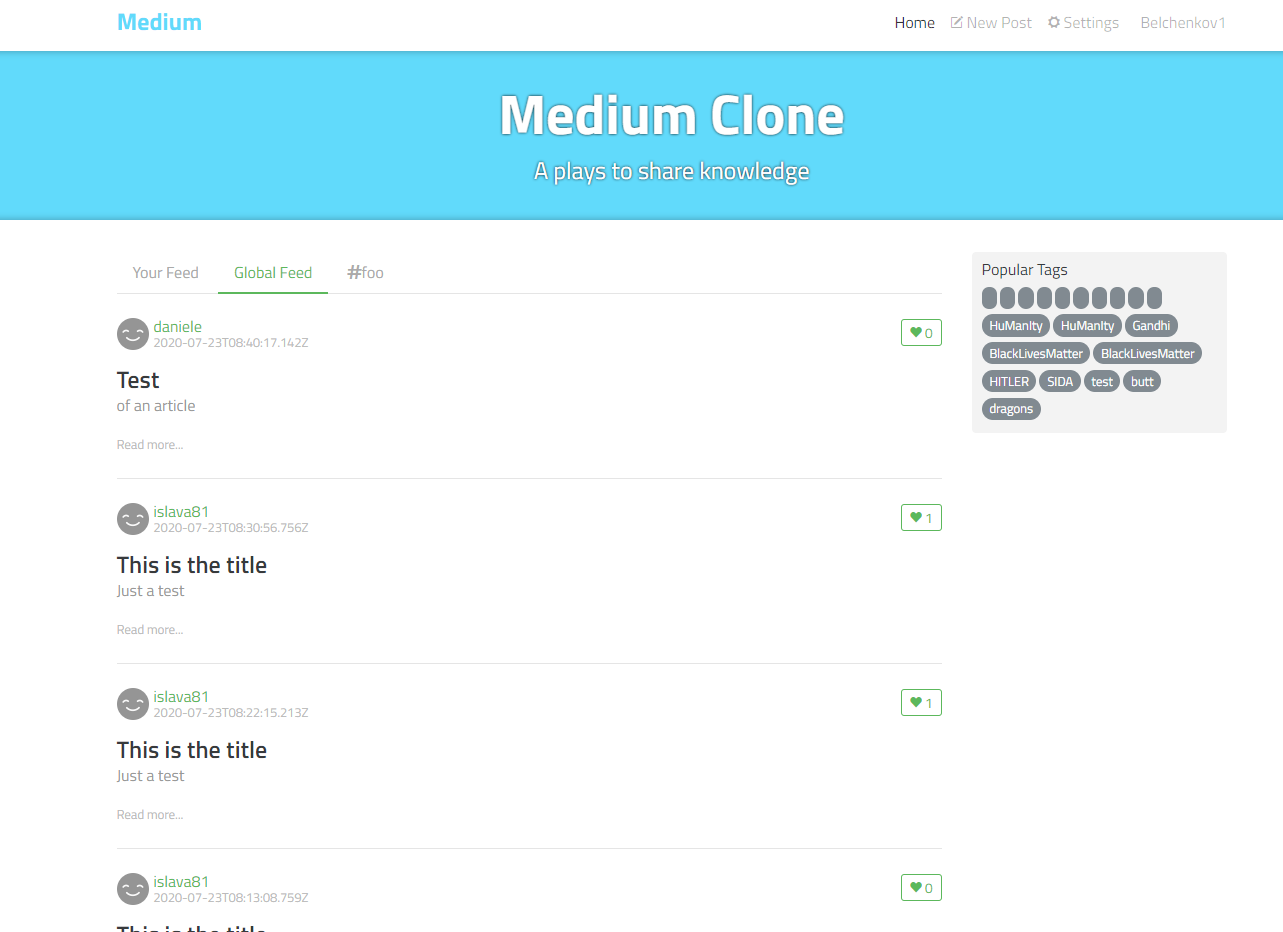 Medium
Home New Post Settings Belchenkov1
Medium Clone
A plays to share knowledge
Your Feed Global Feed #foo
daniele
2020-07-23T08:40:17.142Z
0
Test
of an article
Read more...
islava81
2020-07-23T08:30:56.756Z
1
This is the title
Just a test
Read more...
islava81
2020-07-23T08:22:15.213Z
1
This is the title
Just a test
Read more...
islava81
2020-07-23T08:13:08.759Z
0
This is the title
Popular Tags
HuManIty HuManIty Gandhi
BlackLivesMatter BlackLivesMatter
HITLER SIDA test butt
dragons